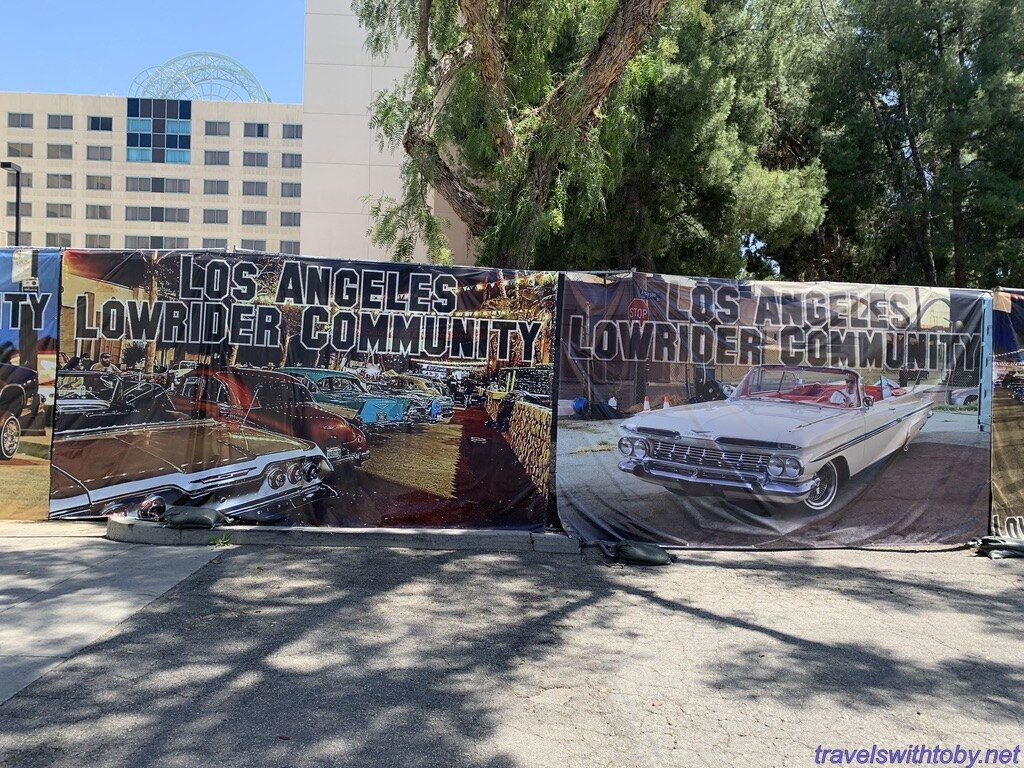 TY
LOS ANGELES
LOWRIDER COMMUNITY
LOS ANGELES
LOWRIDER COMMUNITY
STOP
travelswithtoby.net